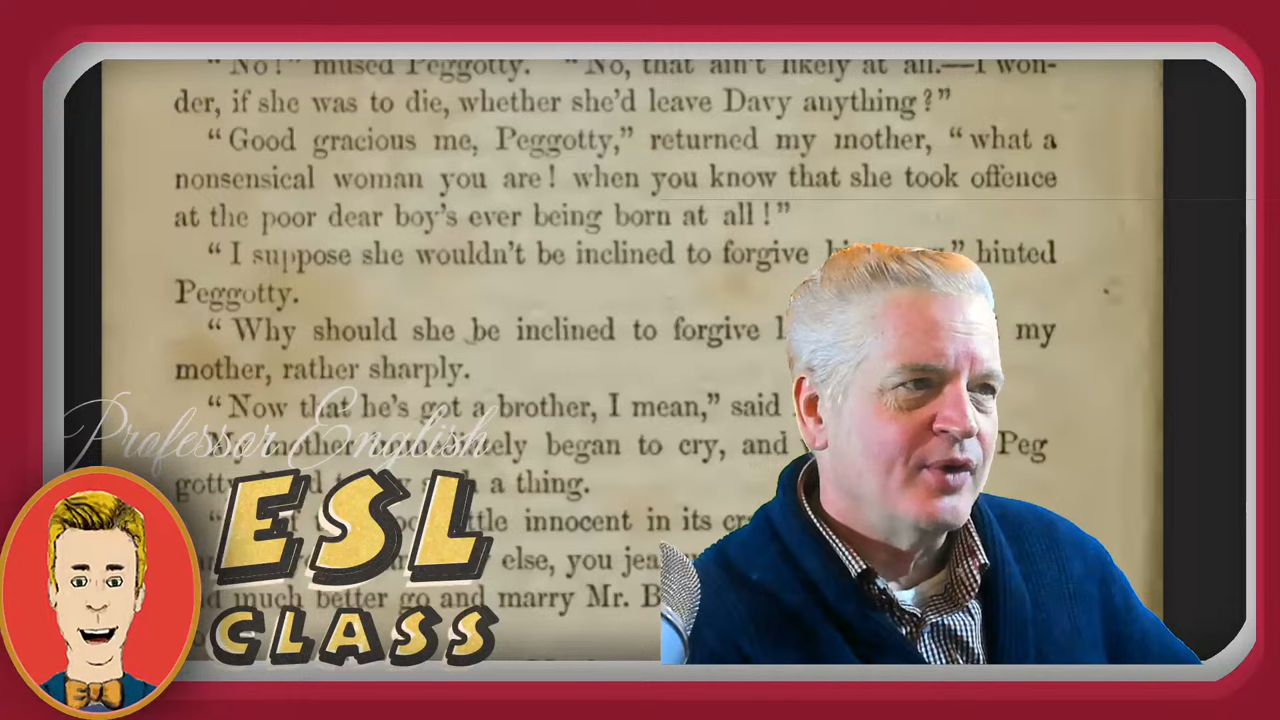 “No!” mused Peggotty. “No, that ain't likely at all.—I won-
der, if she was to die, whether she'd leave Davy anything?”
“Good gracious me, Peggotty,” returned my mother, “what a
nonsensical woman you are! when you know that she took offence
at the poor dear boy's ever being born at all!”
“I suppose she wouldn't be inclined to forgive hinted
Peggotty.
“Why should she be inclined to forgive my
mother, rather sharply.
“Now that he's got a brother, I mean,” said
mother immediately began to cry, and Peg
gotty a thing.
innocent in its
else, you
much better go and marry Mr.
Professor English
ESL
CLASS